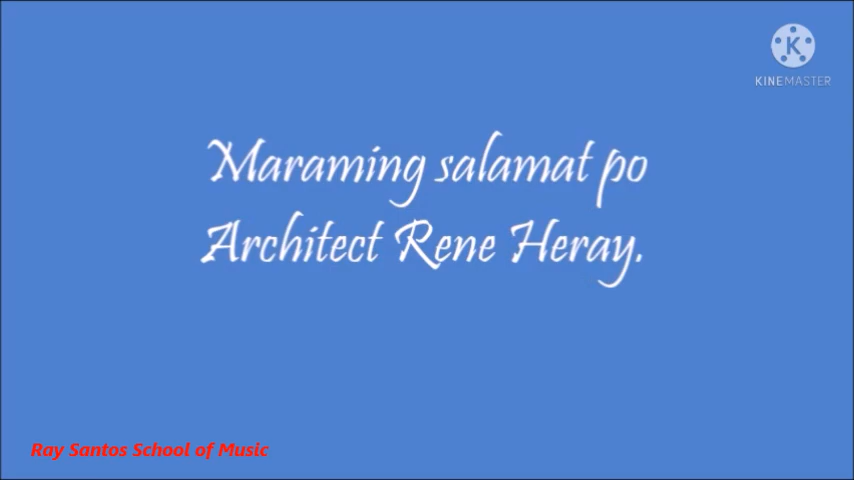 K
KINEMASTER
Maraming salamat po
Architect Rene Heray.
Ray Santos School of Music